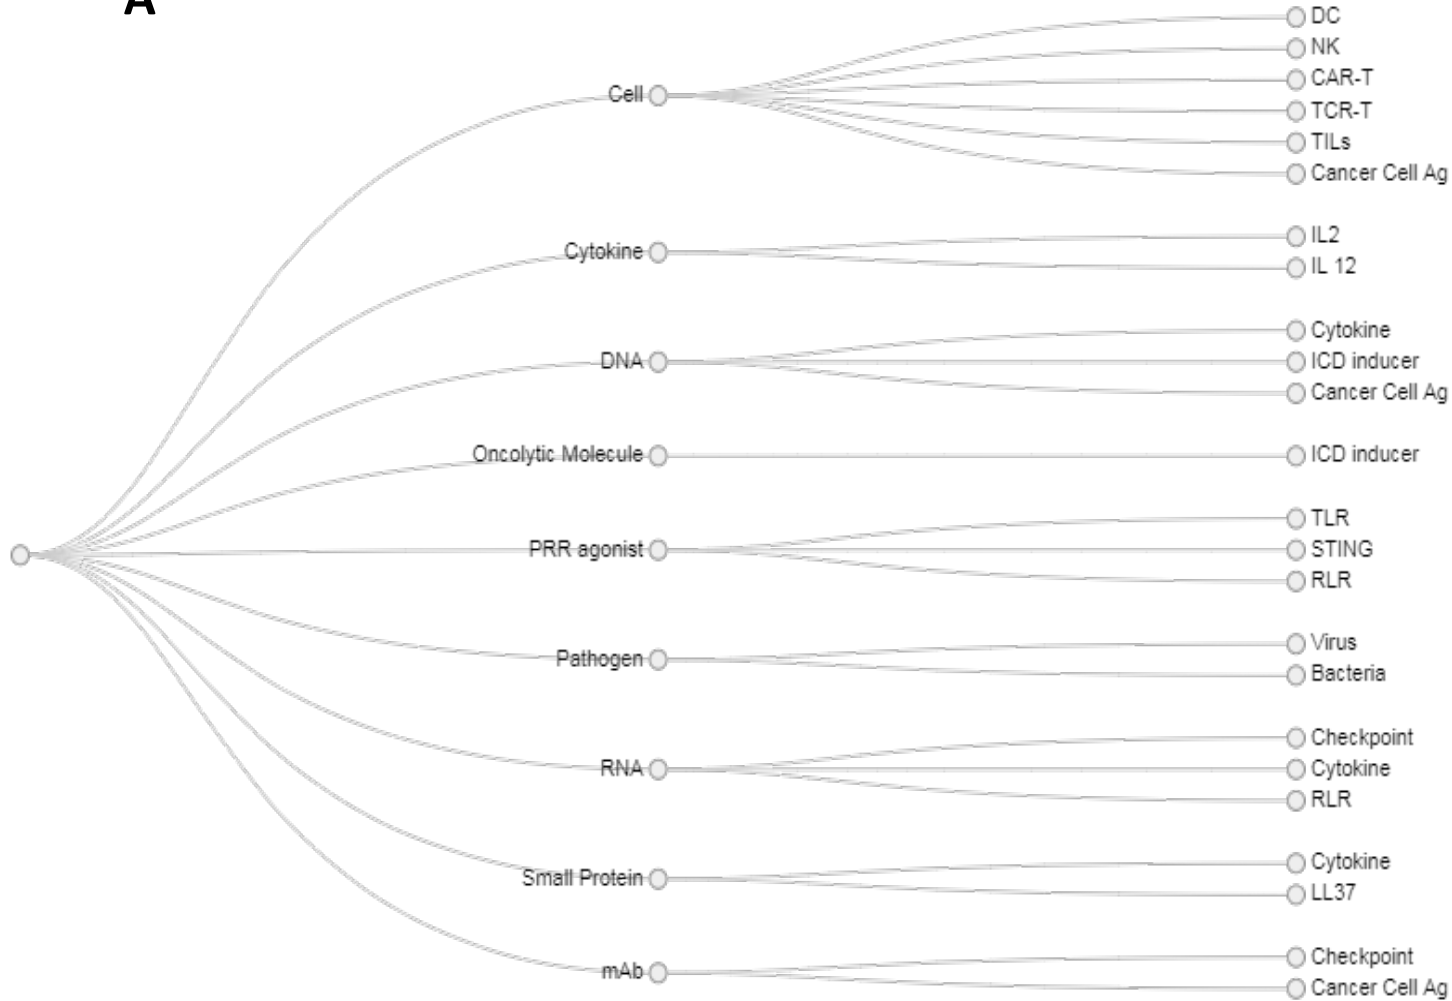 A
Cell
DC
NK
CAR-T
TCR-T
TILs
Cancer Cell Ag
Cytokine
IL2
IL 12
DNA
Cytokine
ICD inducer
Cancer Cell Ag
Oncolytic Molecule
ICD inducer
PRR agonist
TLR
STING
RLR
Pathogen
Virus
Bacteria
RNA
Checkpoint
Cytokine
RLR
Small Protein
Cytokine
LL37
mAb
Checkpoint
Cancer Cell Ag